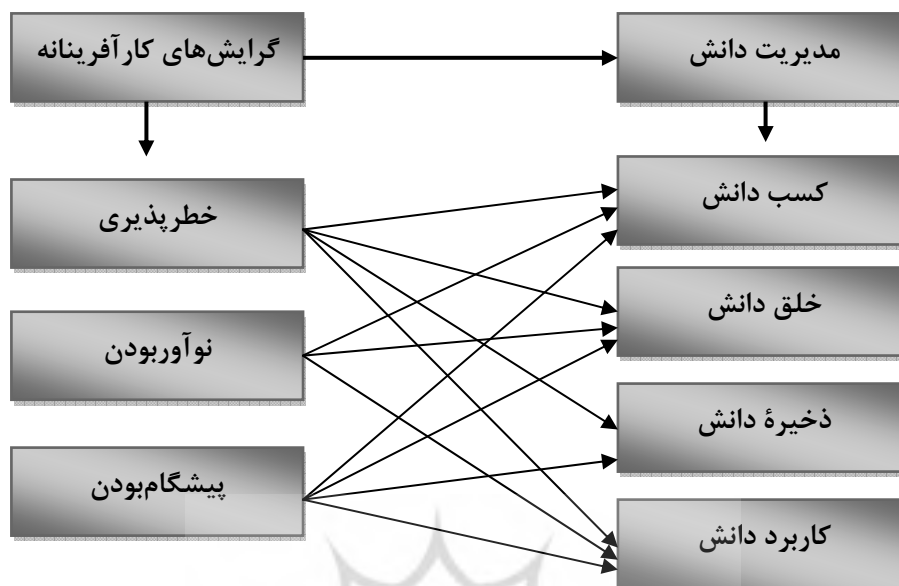 گرایش‌های کارآفرینانه
مدیریت دانش
خطرپذیری
کسب دانش
نوآوربودن
خلق دانش
پیشگام‌بودن
ذخیرهٔ دانش
کاربرد دانش